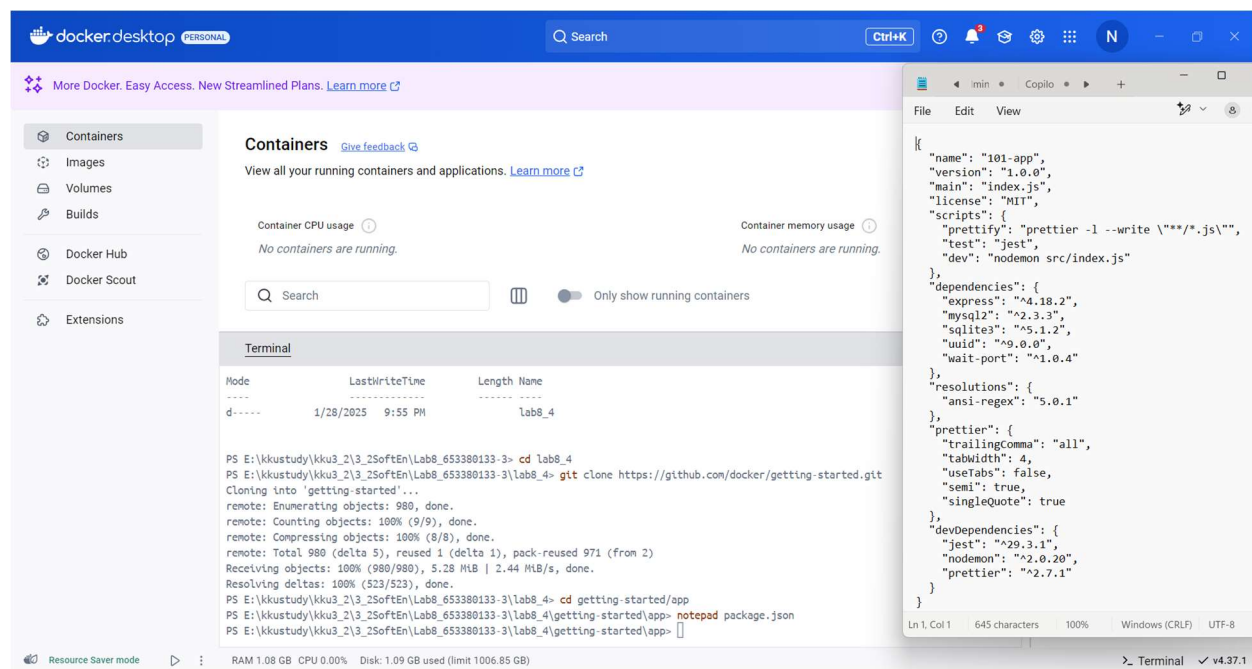 docker.desktop PERSONAL
Search Ctrl+K
3
N
More Docker. Easy Access. New Streamlined Plans. Learn more
Containers
Images
Volumes
Builds
Docker Hub
Docker Scout
Extensions
Containers Give feedback
View all your running containers and applications. Learn more
Container CPU usage
No containers are running.
Container memory usage
No containers are running.
Search
Only show running containers
Terminal
Mode LastWriteTime Length Name
---- ------------- ------ ----
d----- 1/28/2025 9:55 PM lab8_4
PS E:\kkustudy\kku3_2\3_2SoftEn\Lab8_653380133-3> cd lab8_4
PS E:\kkustudy\kku3_2\3_2SoftEn\Lab8_653380133-3\lab8_4> git clone https://github.com/docker/getting-started.git
Cloning into 'getting-started'...
remote: Enumerating objects: 980, done.
remote: Counting objects: 100% (9/9), done.
remote: Compressing objects: 100% (8/8), done.
remote: Total 980 (delta 5), reused 1 (delta 1), pack-reused 971 (from 2)
Receiving objects: 100% (980/980), 5.28 MiB | 2.44 MiB/s, done.
Resolving deltas: 100% (523/523), done.
PS E:\kkustudy\kku3_2\3_2SoftEn\Lab8_653380133-3\lab8_4> cd getting-started/app
PS E:\kkustudy\kku3_2\3_2SoftEn\Lab8_653380133-3\lab8_4\getting-started\app> notepad package.json
PS E:\kkustudy\kku3_2\3_2SoftEn\Lab8_653380133-3\lab8_4\getting-started\app>
Copilo
File Edit View
{
"name": "101-app",
"version": "1.0.0",
"main": "index.js",
"license": "MIT",
"scripts": {
"prettify": "prettier -l --write \"**/*.js\"",
"test": "jest",
"dev": "nodemon src/index.js"
},
"dependencies": {
"express": "^4.18.2",
"mysql2": "^2.3.3",
"sqlite3": "^5.1.2",
"uuid": "^9.0.0",
"wait-port": "^1.0.4"
},
"resolutions": {
"ansi-regex": "5.0.1"
},
"prettier": {
"trailingComma": "all",
"tabWidth": 4,
"useTabs": false,
"semi": true,
"singleQuote": true
},
"devDependencies": {
"jest": "^29.3.1",
"nodemon": "^2.0.20",
"prettier": "^2.7.1"
}
}
Ln 1, Col 1 645 characters 100% Windows (CRLF) UTF-8
Resource Saver mode RAM 1.08 GB CPU 0.00% Disk: 1.09 GB used (limit 1006.85 GB) Terminal v4.37.1